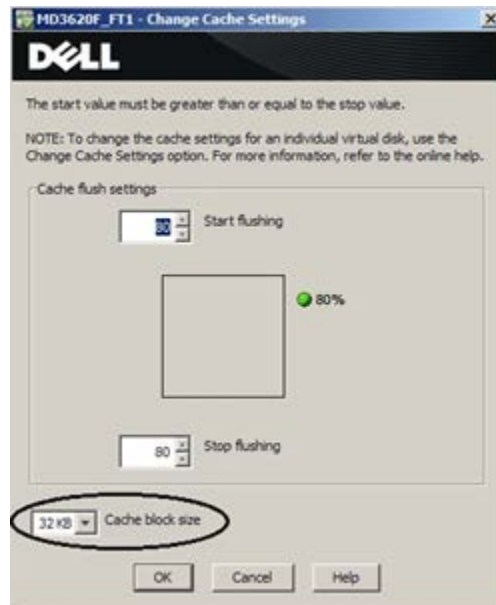 MD3620F_FT1 - Change Cache Settings
DELL
The start value must be greater than or equal to the stop value.
NOTE: To change the cache settings for an individual virtual disk, use the
Change Cache Settings option. For more information, refer to the online help.
Cache flush settings
80 Start flushing
80%
80 Stop flushing
32 KB Cache block size
OK Cancel Help